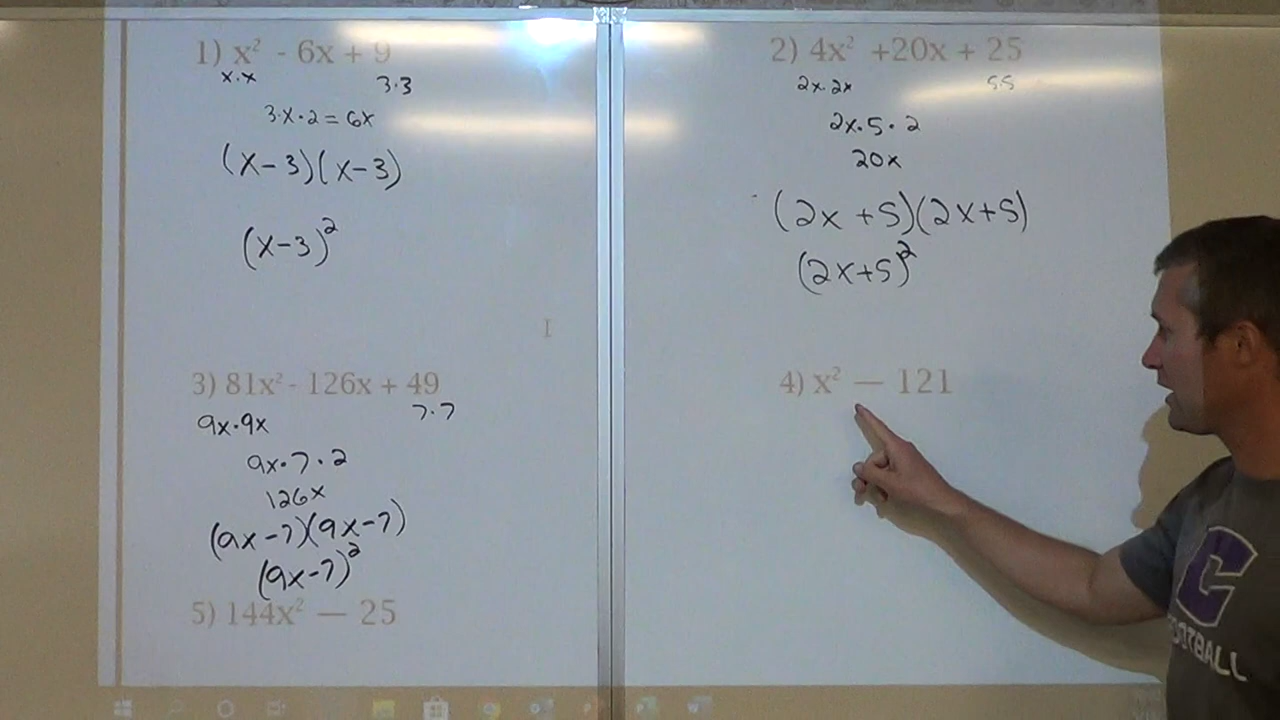 1) x² - 6x + 9
x·x 3·3
3·x·2 = 6x
(x-3)(x-3)
(x-3)²
2) 4x² +20x + 25
2x·2x 5·5
2x·5·2
20x
(2x+5)(2x+5)
(2x+5)²
3) 81x² - 126x + 49
9x·9x 7·7
9x·7·2
126x
(9x-7)(9x-7)
(9x-7)²
4) x² — 121
5) 144x² — 25
C
FOOTBALL